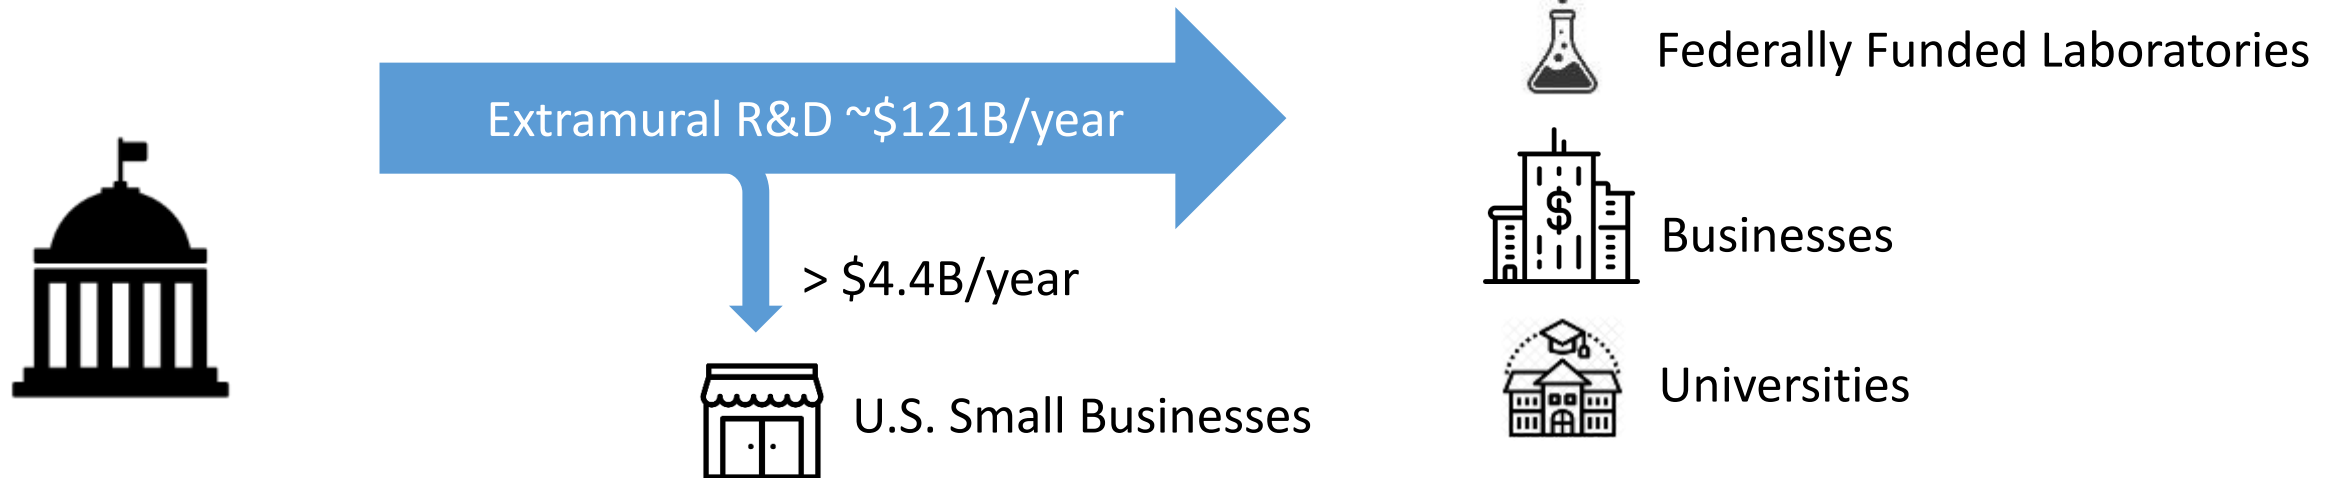 Extramural R&D ~$121B/year
> $4.4B/year
U.S. Small Businesses
Federally Funded Laboratories
$
Businesses
Universities